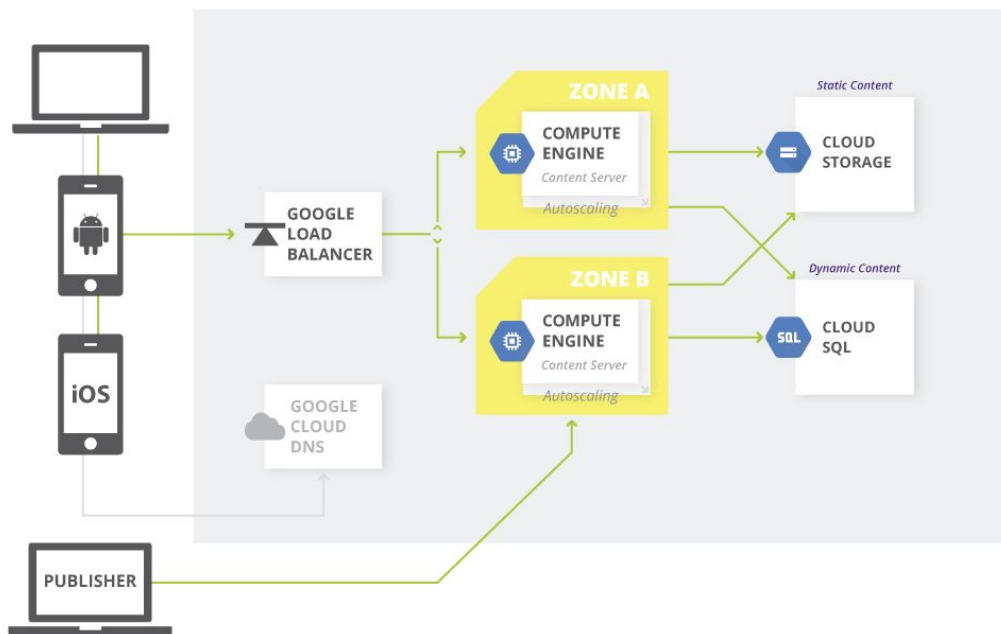 ZONE A
COMPUTE
ENGINE
Content Server
Autoscaling
Static Content
CLOUD
STORAGE
GOOGLE
LOAD
BALANCER
ZONE B
COMPUTE
ENGINE
Content Server
Autoscaling
Dynamic Content
SQL
CLOUD
SQL
iOS
GOOGLE
CLOUD
DNS
PUBLISHER